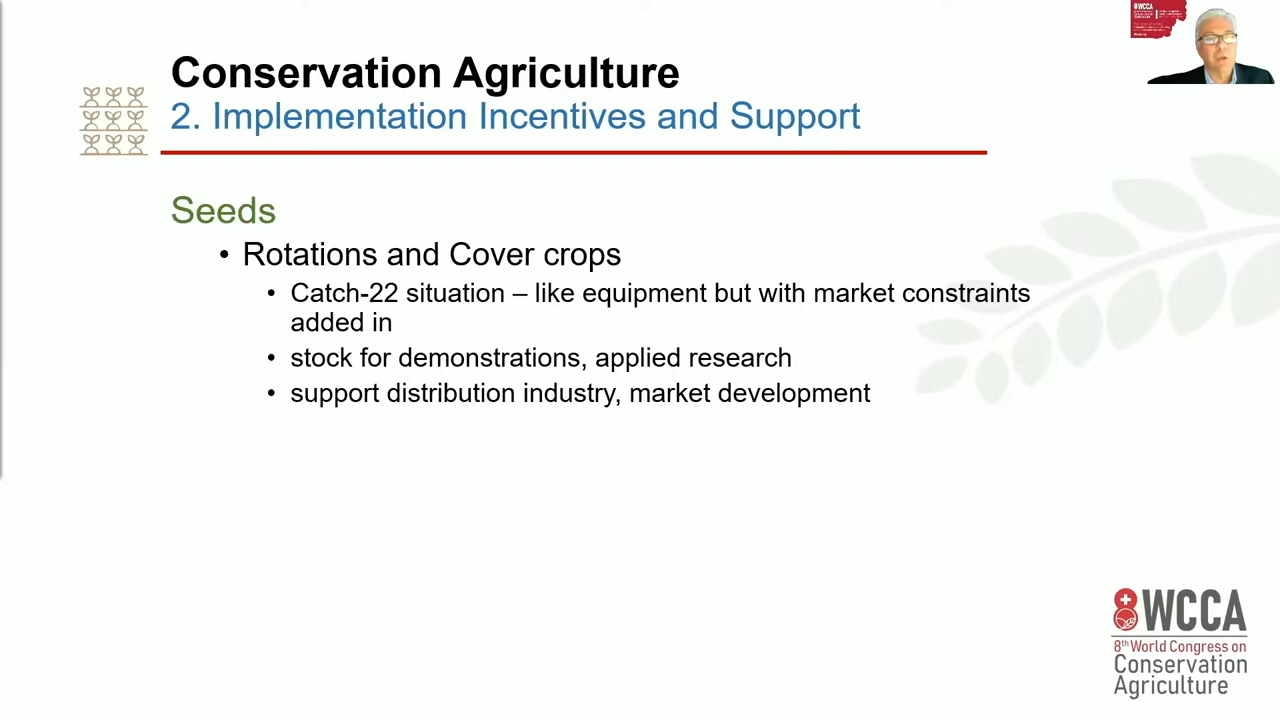 8WCCA
Conservation Agriculture
2. Implementation Incentives and Support
Seeds
• Rotations and Cover crops
• Catch-22 situation – like equipment but with market constraints
added in
• stock for demonstrations, applied research
• support distribution industry, market development
8WCCA
8th World Congress on
Conservation
Agriculture